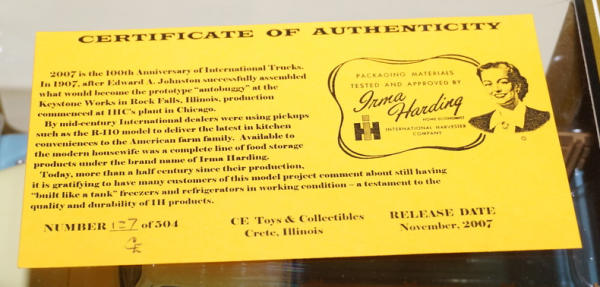 CERTIFICATE OF AUTHENTICITY
2007 is the 100th Anniversary of International Trucks.
In 1907, after Edward A. Johnston successfully assembled
what would become the prototype "autobuggy" at the
Keystone Works in Rock Falls, Illinois, production
commenced at IHC's plant in Chicago.
By mid-century International dealers were using pickups
such as the R-110 model to deliver the latest in kitchen
conveniences to the American farm family. Available to
the modern housewife was a complete line of food storage
products under the brand name of Irma Harding.
Today, more than a half century since their production,
it is gratifying to have many customers of this model project comment about still having
"built like a tank" freezers and refrigerators in working condition – a testament to the
quality and durability of IH products.
PACKAGING MATERIALS
TESTED AND APPROVED BY
Irma Harding
HOME ECONOMIST
IH
INTERNATIONAL HARVESTER
COMPANY
NUMBER 127 of 504
CE Toys & Collectibles
Crete, Illinois
RELEASE DATE
November, 2007